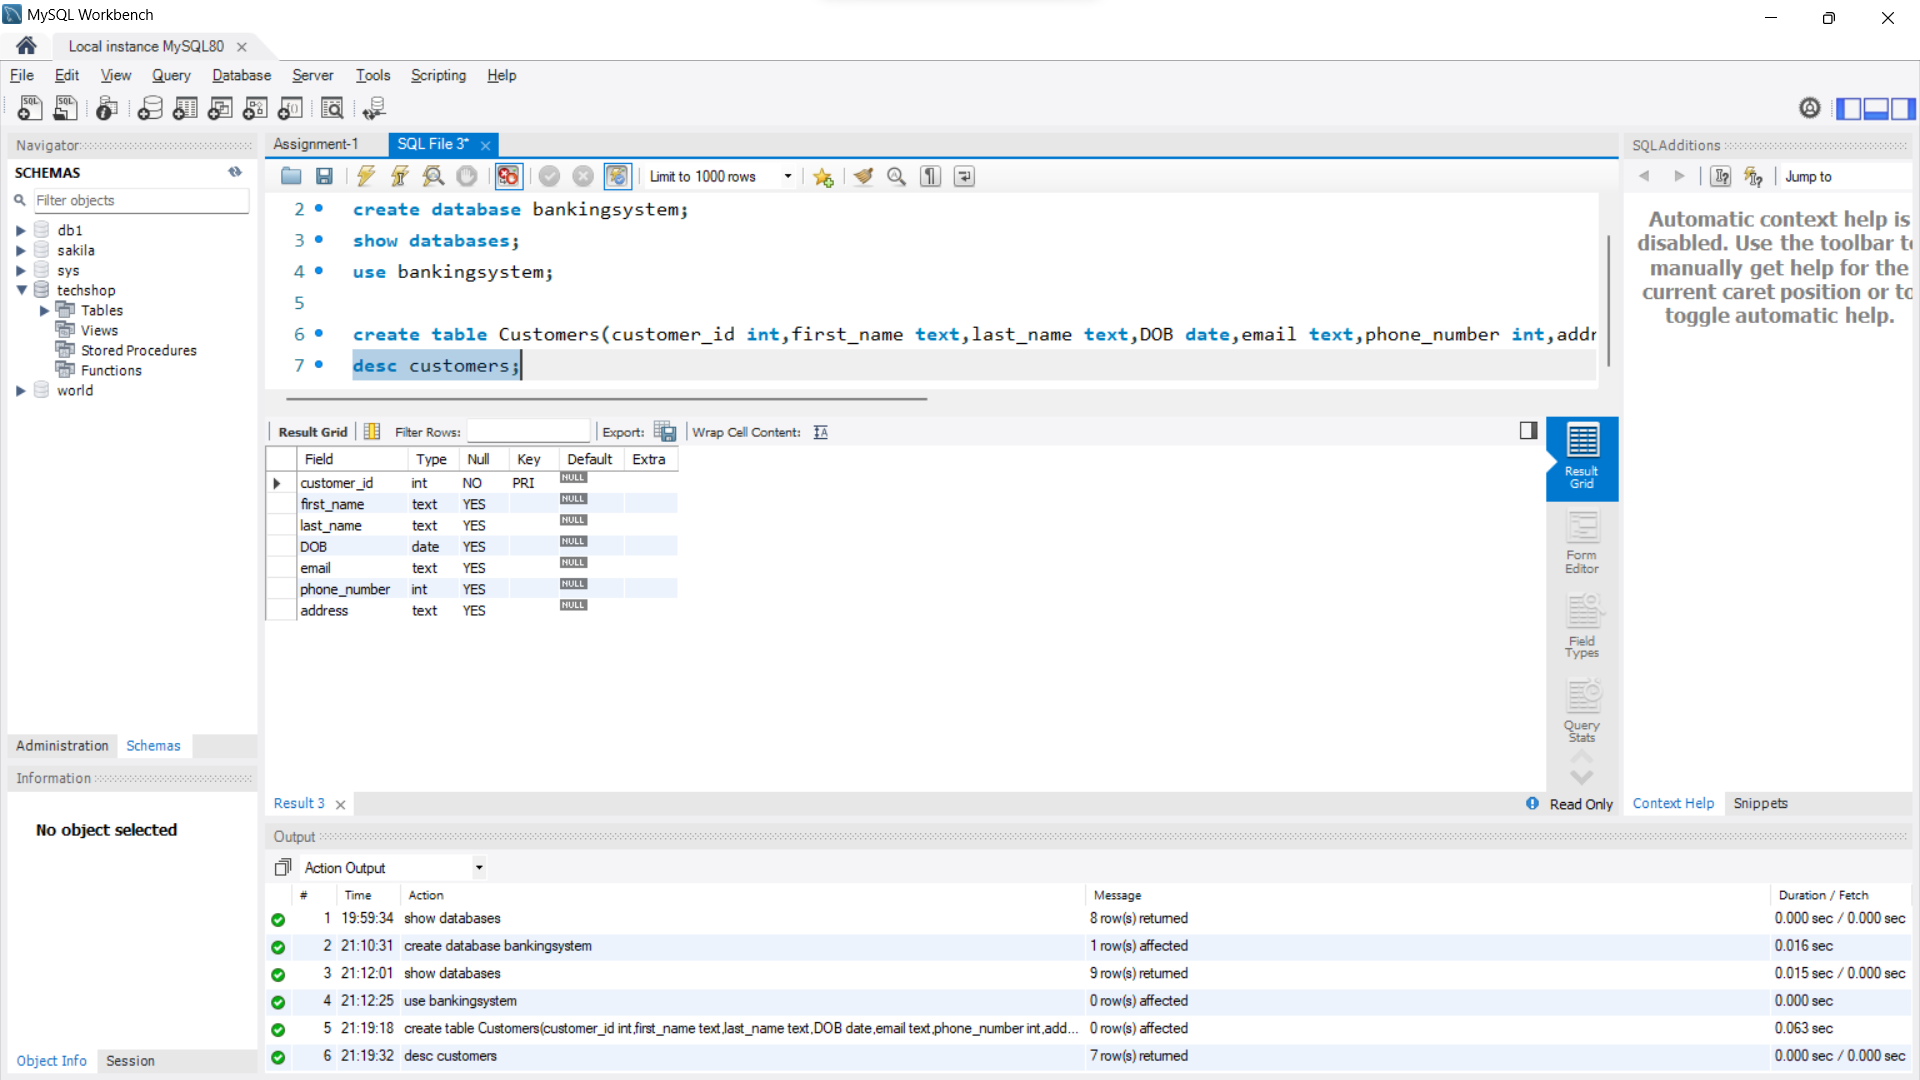 MySQL Workbench
Local instance MySQL80
File Edit View Query Database Server Tools Scripting Help
Navigator
SCHEMAS
Filter objects
db1
sakila
sys
techshop
Tables
Views
Stored Procedures
Functions
world
Administration Schemas
Information
No object selected
Object Info Session
Assignment-1 SQL File 3*
Limit to 1000 rows
2 create database bankingsystem;
3 show databases;
4 use bankingsystem;
5
6 create table Customers(customer_id int,first_name text,last_name text,DOB date,email text,phone_number int,addr
7 desc customers;
Result Grid Filter Rows: Export: Wrap Cell Content:
Field Type Null Key Default Extra
customer_id int NO PRI NULL
first_name text YES NULL
last_name text YES NULL
DOB date YES NULL
email text YES NULL
phone_number int YES NULL
address text YES NULL
Result
Grid
Form
Editor
Field
Types
Query
Stats
Result 3
Read Only
SQLAdditions
Jump to
Automatic context help is
disabled. Use the toolbar to
manually get help for the
current caret position or to
toggle automatic help.
Context Help Snippets
Output
Action Output
# Time Action Message Duration / Fetch
1 19:59:34 show databases 8 row(s) returned 0.000 sec / 0.000 sec
2 21:10:31 create database bankingsystem 1 row(s) affected 0.016 sec
3 21:12:01 show databases 9 row(s) returned 0.015 sec / 0.000 sec
4 21:12:25 use bankingsystem 0 row(s) affected 0.000 sec
5 21:19:18 create table Customers(customer_id int,first_name text,last_name text,DOB date,email text,phone_number int,add... 0 row(s) affected 0.063 sec
6 21:19:32 desc customers 7 row(s) returned 0.000 sec / 0.000 sec